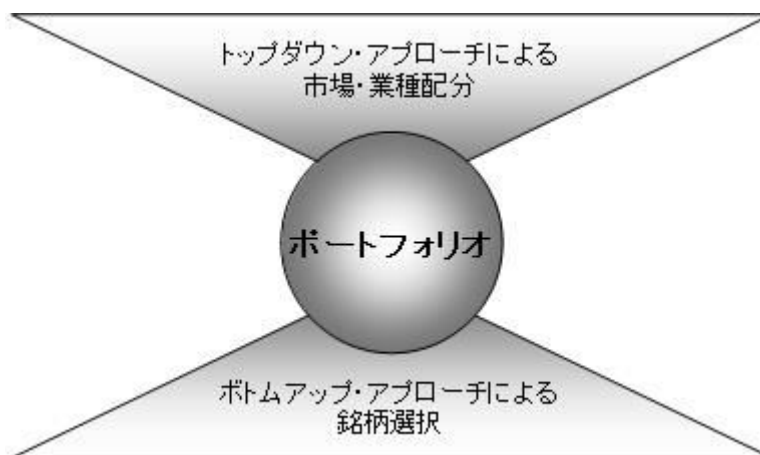 トップダウン・アプローチによる
市場・業種配分
ポートフォリオ
ボトムアップ・アプローチによる
銘柄選択